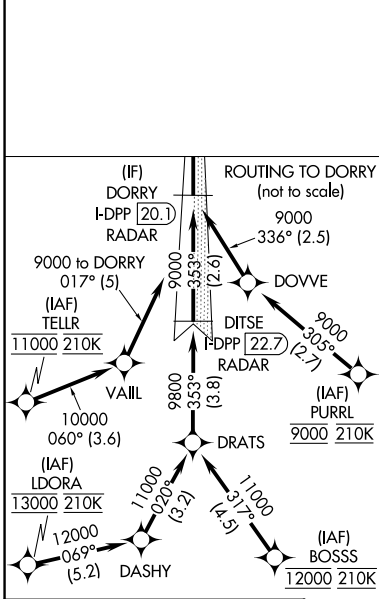 (IF)
DORRY
I-DPP 20.1
RADAR
ROUTING TO DORRY
(not to scale)
9000
336° (2.5)
9000 to DORRY
017° (5)
9000
353°
(2.6)
DOVVE
(IAF)
TELLR
11000 210K
DITSE
I-DPP 22.7
RADAR
9000
305°
(2.7)
VAIIL
10000
060° (3.6)
9800
353°
(3.8)
(IAF)
PURRL
9000 210K
DRATS
(IAF)
LDORA
13000 210K
11000
020°
(3.2)
11000
317°
(4.5)
12000
069°
(5.2)
DASHY
(IAF)
BOSSS
12000 210K